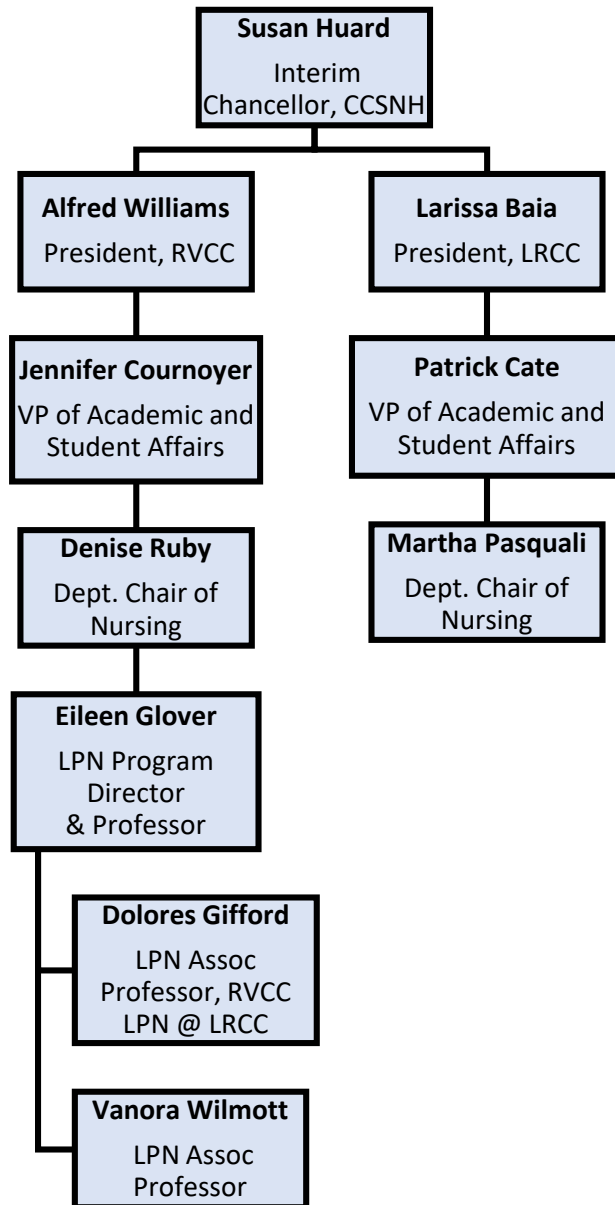 Susan Huard
Interim
Chancellor, CCSNH
Alfred Williams
President, RVCC
Larissa Baia
President, LRCC
Jennifer Cournoyer
VP of Academic and
Student Affairs
Patrick Cate
VP of Academic and
Student Affairs
Denise Ruby
Dept. Chair of
Nursing
Martha Pasquali
Dept. Chair of
Nursing
Eileen Glover
LPN Program
Director
& Professor
Dolores Gifford
LPN Assoc
Professor, RVCC
LPN @ LRCC
Vanora Wilmott
LPN Assoc
Professor